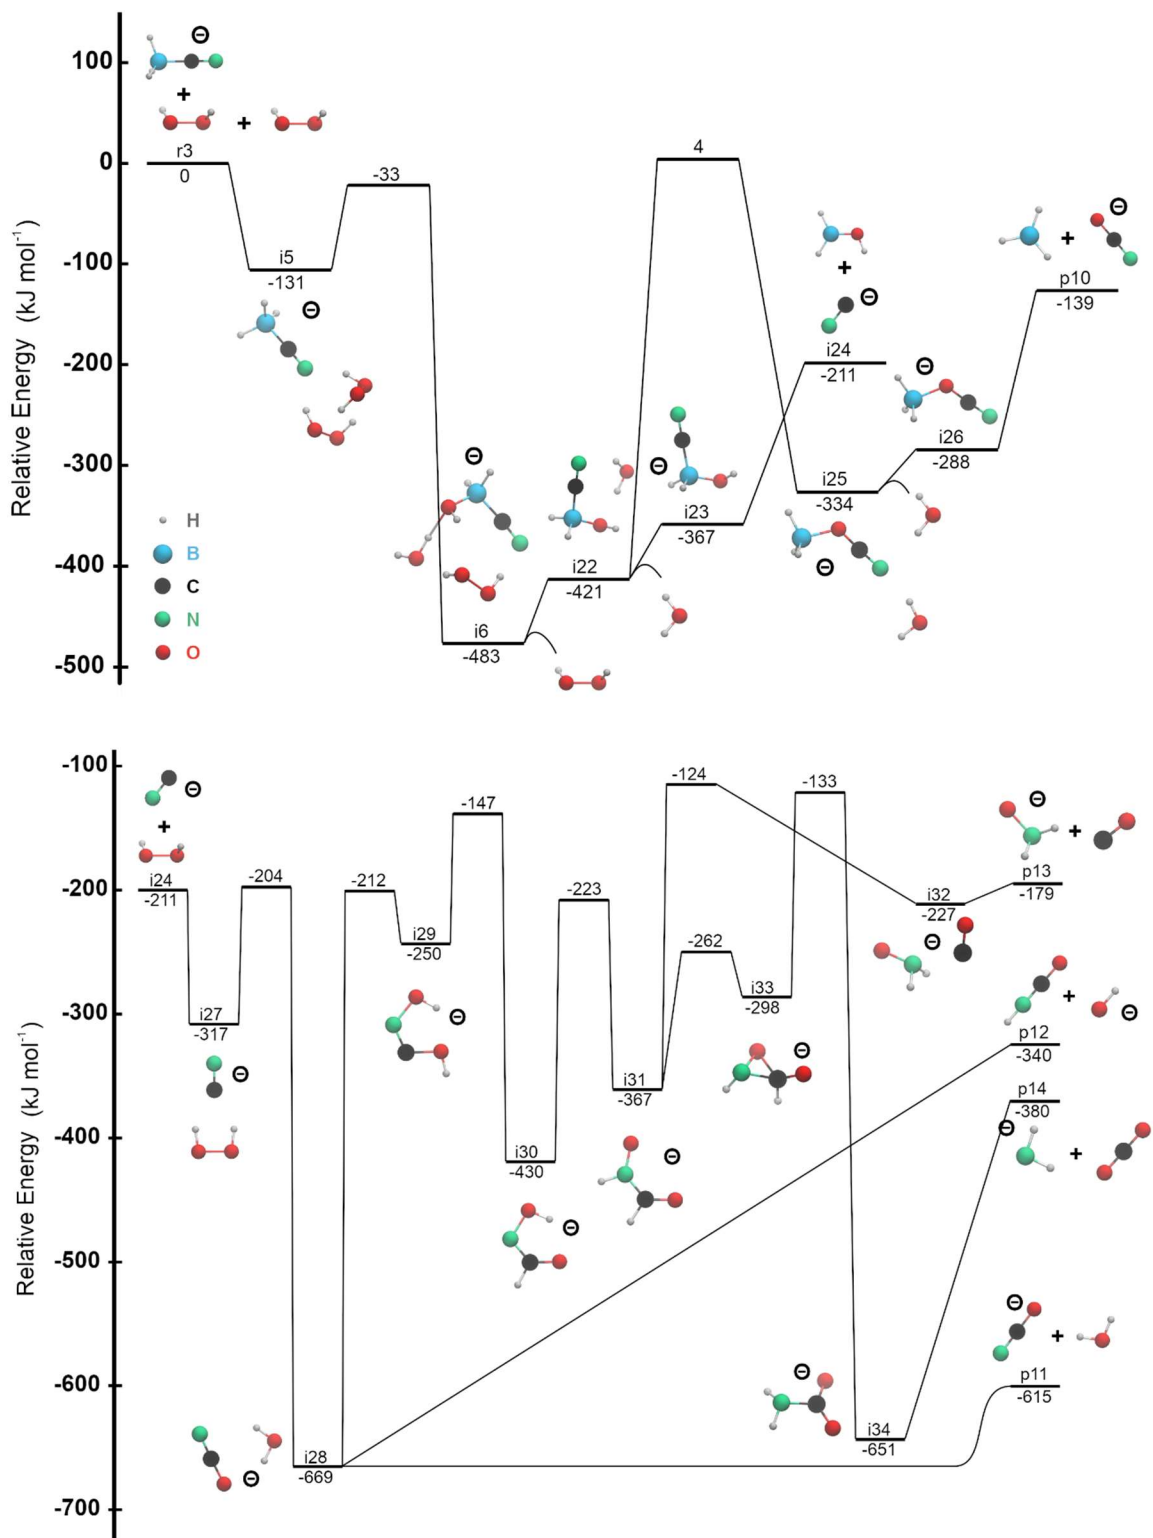 Relative Energy (kJ mol⁻¹)
100
0
-100
-200
-300
-400
-500
⊖
+
+
r3
0
i5
-131
⊖
-33
i6
-483
⊖
i22
-421
4
i23
-367
⊖
+
⊖
i24
-211
i25
-334
⊖
⊖
i26
-288
+
⊖
p10
-139
H
B
C
N
O
Relative Energy (kJ mol⁻¹)
-100
-200
-300
-400
-500
-600
-700
⊖
+
i24
-211
i27
-317
⊖
-204
i28
-669
⊖
-212
i29
-250
⊖
-147
i30
-430
⊖
-223
i31
-367
⊖
-124
-262
i33
-298
⊖
-133
i34
-651
⊖
i32
-227
⊖
⊖
+
p13
-179
+
⊖
p12
-340
p14
-380
⊖
+
⊖
+
p11
-615